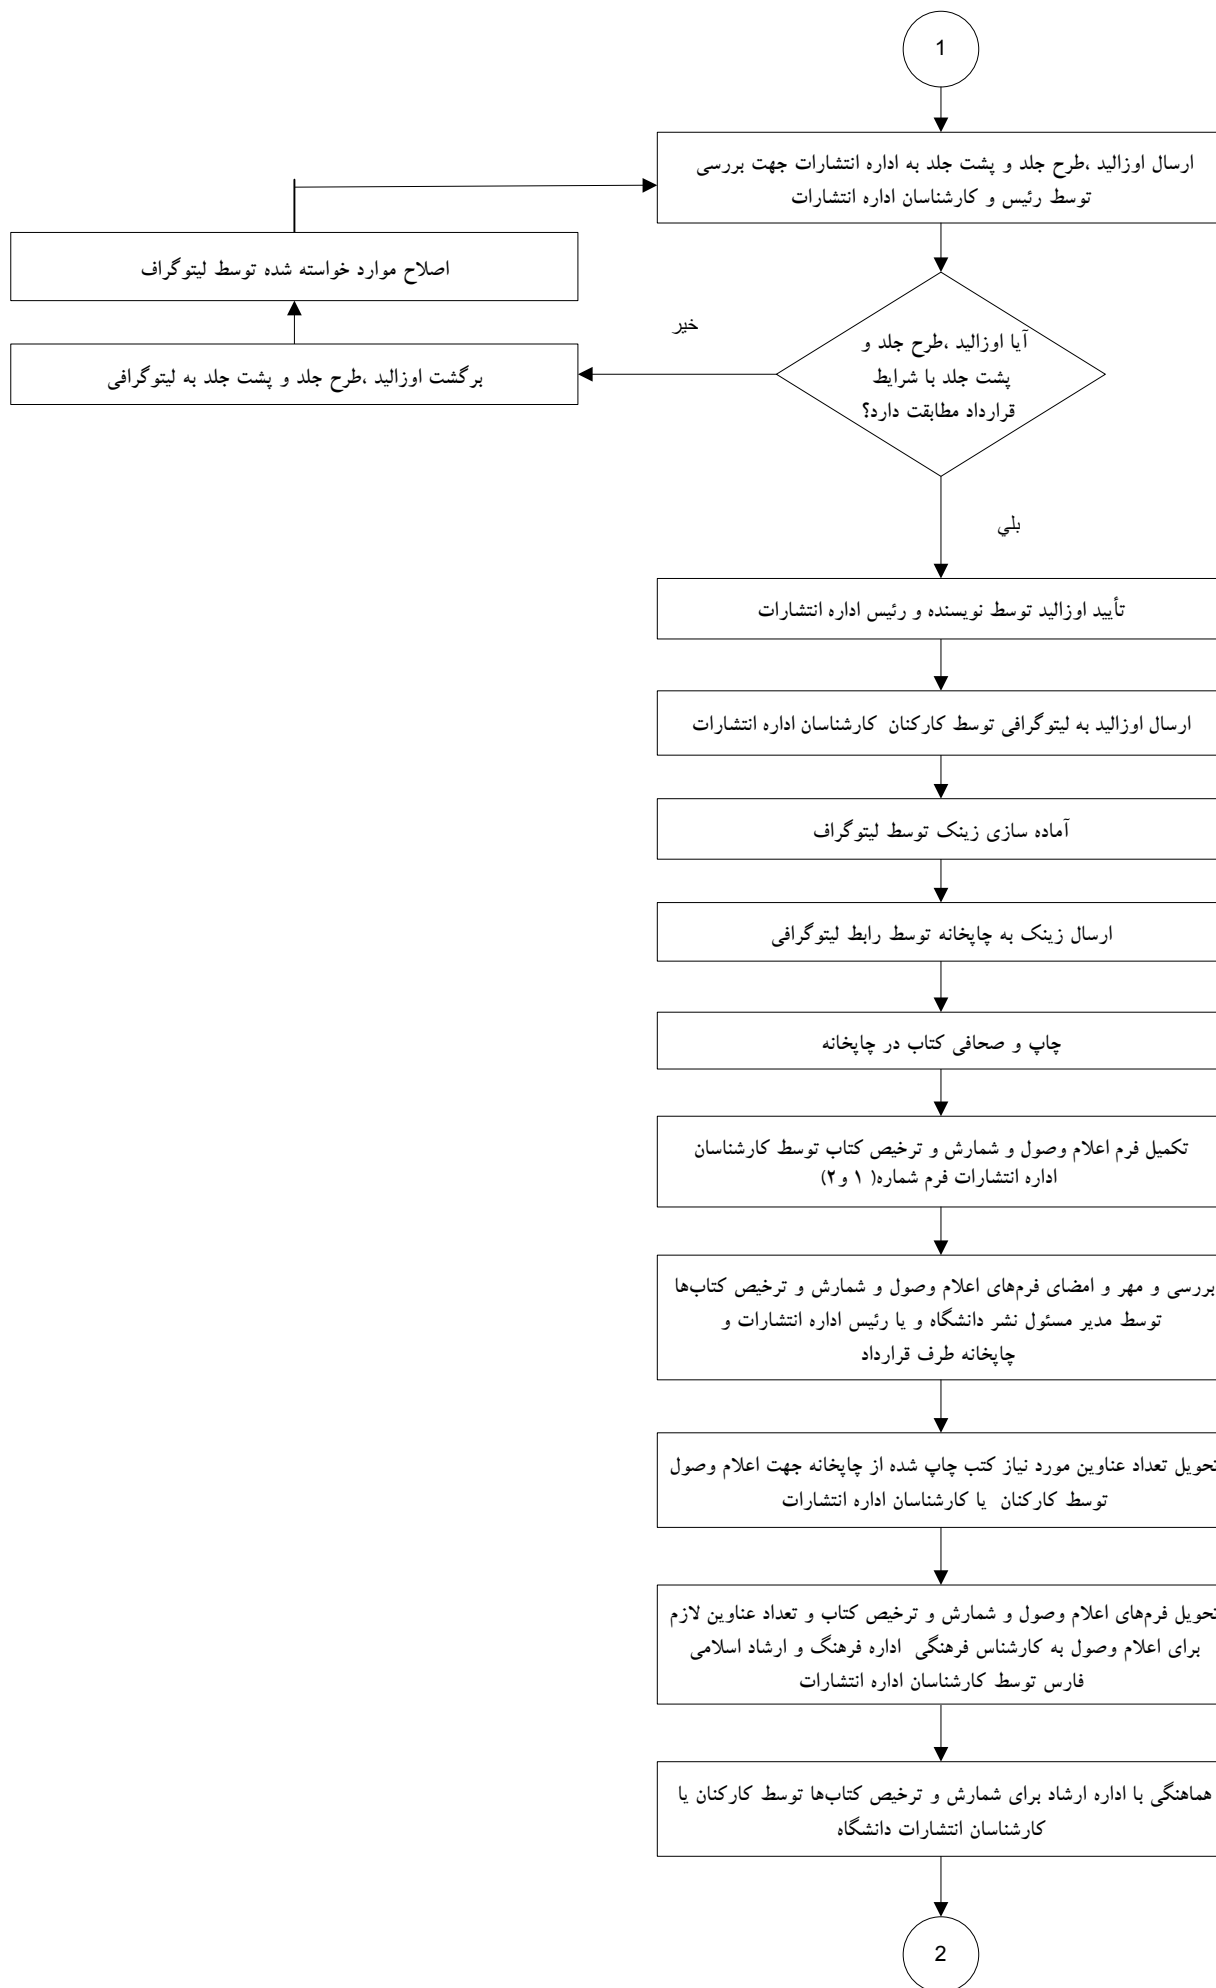 1
ارسال اوزالید ،طرح جلد و پشت جلد به اداره انتشارات جهت بررسی
توسط رئیس و کارشناسان اداره انتشارات
اصلاح موارد خواسته شده توسط لیتوگراف
خیر
آیا اوزالید ،طرح جلد و
پشت جلد با شرایط
قرارداد مطابقت دارد؟
برگشت اوزالید ،طرح جلد و پشت جلد به لیتوگرافی
بلي
تأیید اوزالید توسط نویسنده و رئیس اداره انتشارات
ارسال اوزالید به لیتوگرافی توسط کارکنان کارشناسان اداره انتشارات
آماده سازی زینک توسط لیتوگراف
ارسال زینک به چاپخانه توسط رابط لیتوگرافی
چاپ و صحافی کتاب در چاپخانه
تکمیل فرم اعلام وصول و شمارش و ترخیص کتاب توسط کارشناسان
اداره انتشارات فرم شماره( ۱ و۲)
بررسی و مهر و امضای فرم‌های اعلام وصول و شمارش و ترخیص کتاب‌ها
توسط مدیر مسئول نشر دانشگاه و یا رئیس اداره انتشارات و
چاپخانه طرف قرارداد
تحویل تعداد عناوین مورد نیاز کتب چاپ شده از چاپخانه جهت اعلام وصول
توسط کارکنان یا کارشناسان اداره انتشارات
تحویل فرم‌های اعلام وصول و شمارش و ترخیص کتاب و تعداد عناوین لازم
برای اعلام وصول به کارشناس فرهنگی اداره فرهنگ و ارشاد اسلامی
فارس توسط کارشناسان اداره انتشارات
هماهنگی با اداره ارشاد برای شمارش و ترخیص کتاب‌ها توسط کارکنان یا
کارشناسان انتشارات دانشگاه
2